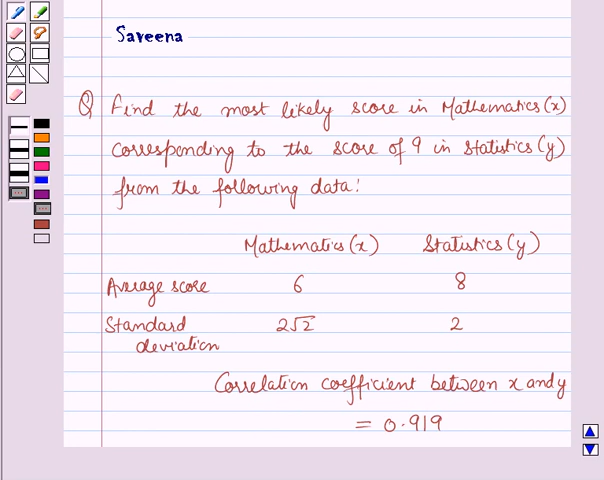 Saveena
Q Find the most likely score in Mathematics (x)
corresponding to the score of 9 in statistics (y)
from the following data:
Mathematics (x) Statistics (y)
Average score 6 8
Standard deviation 2√2 2
Correlation coefficient between x and y
= 0.919